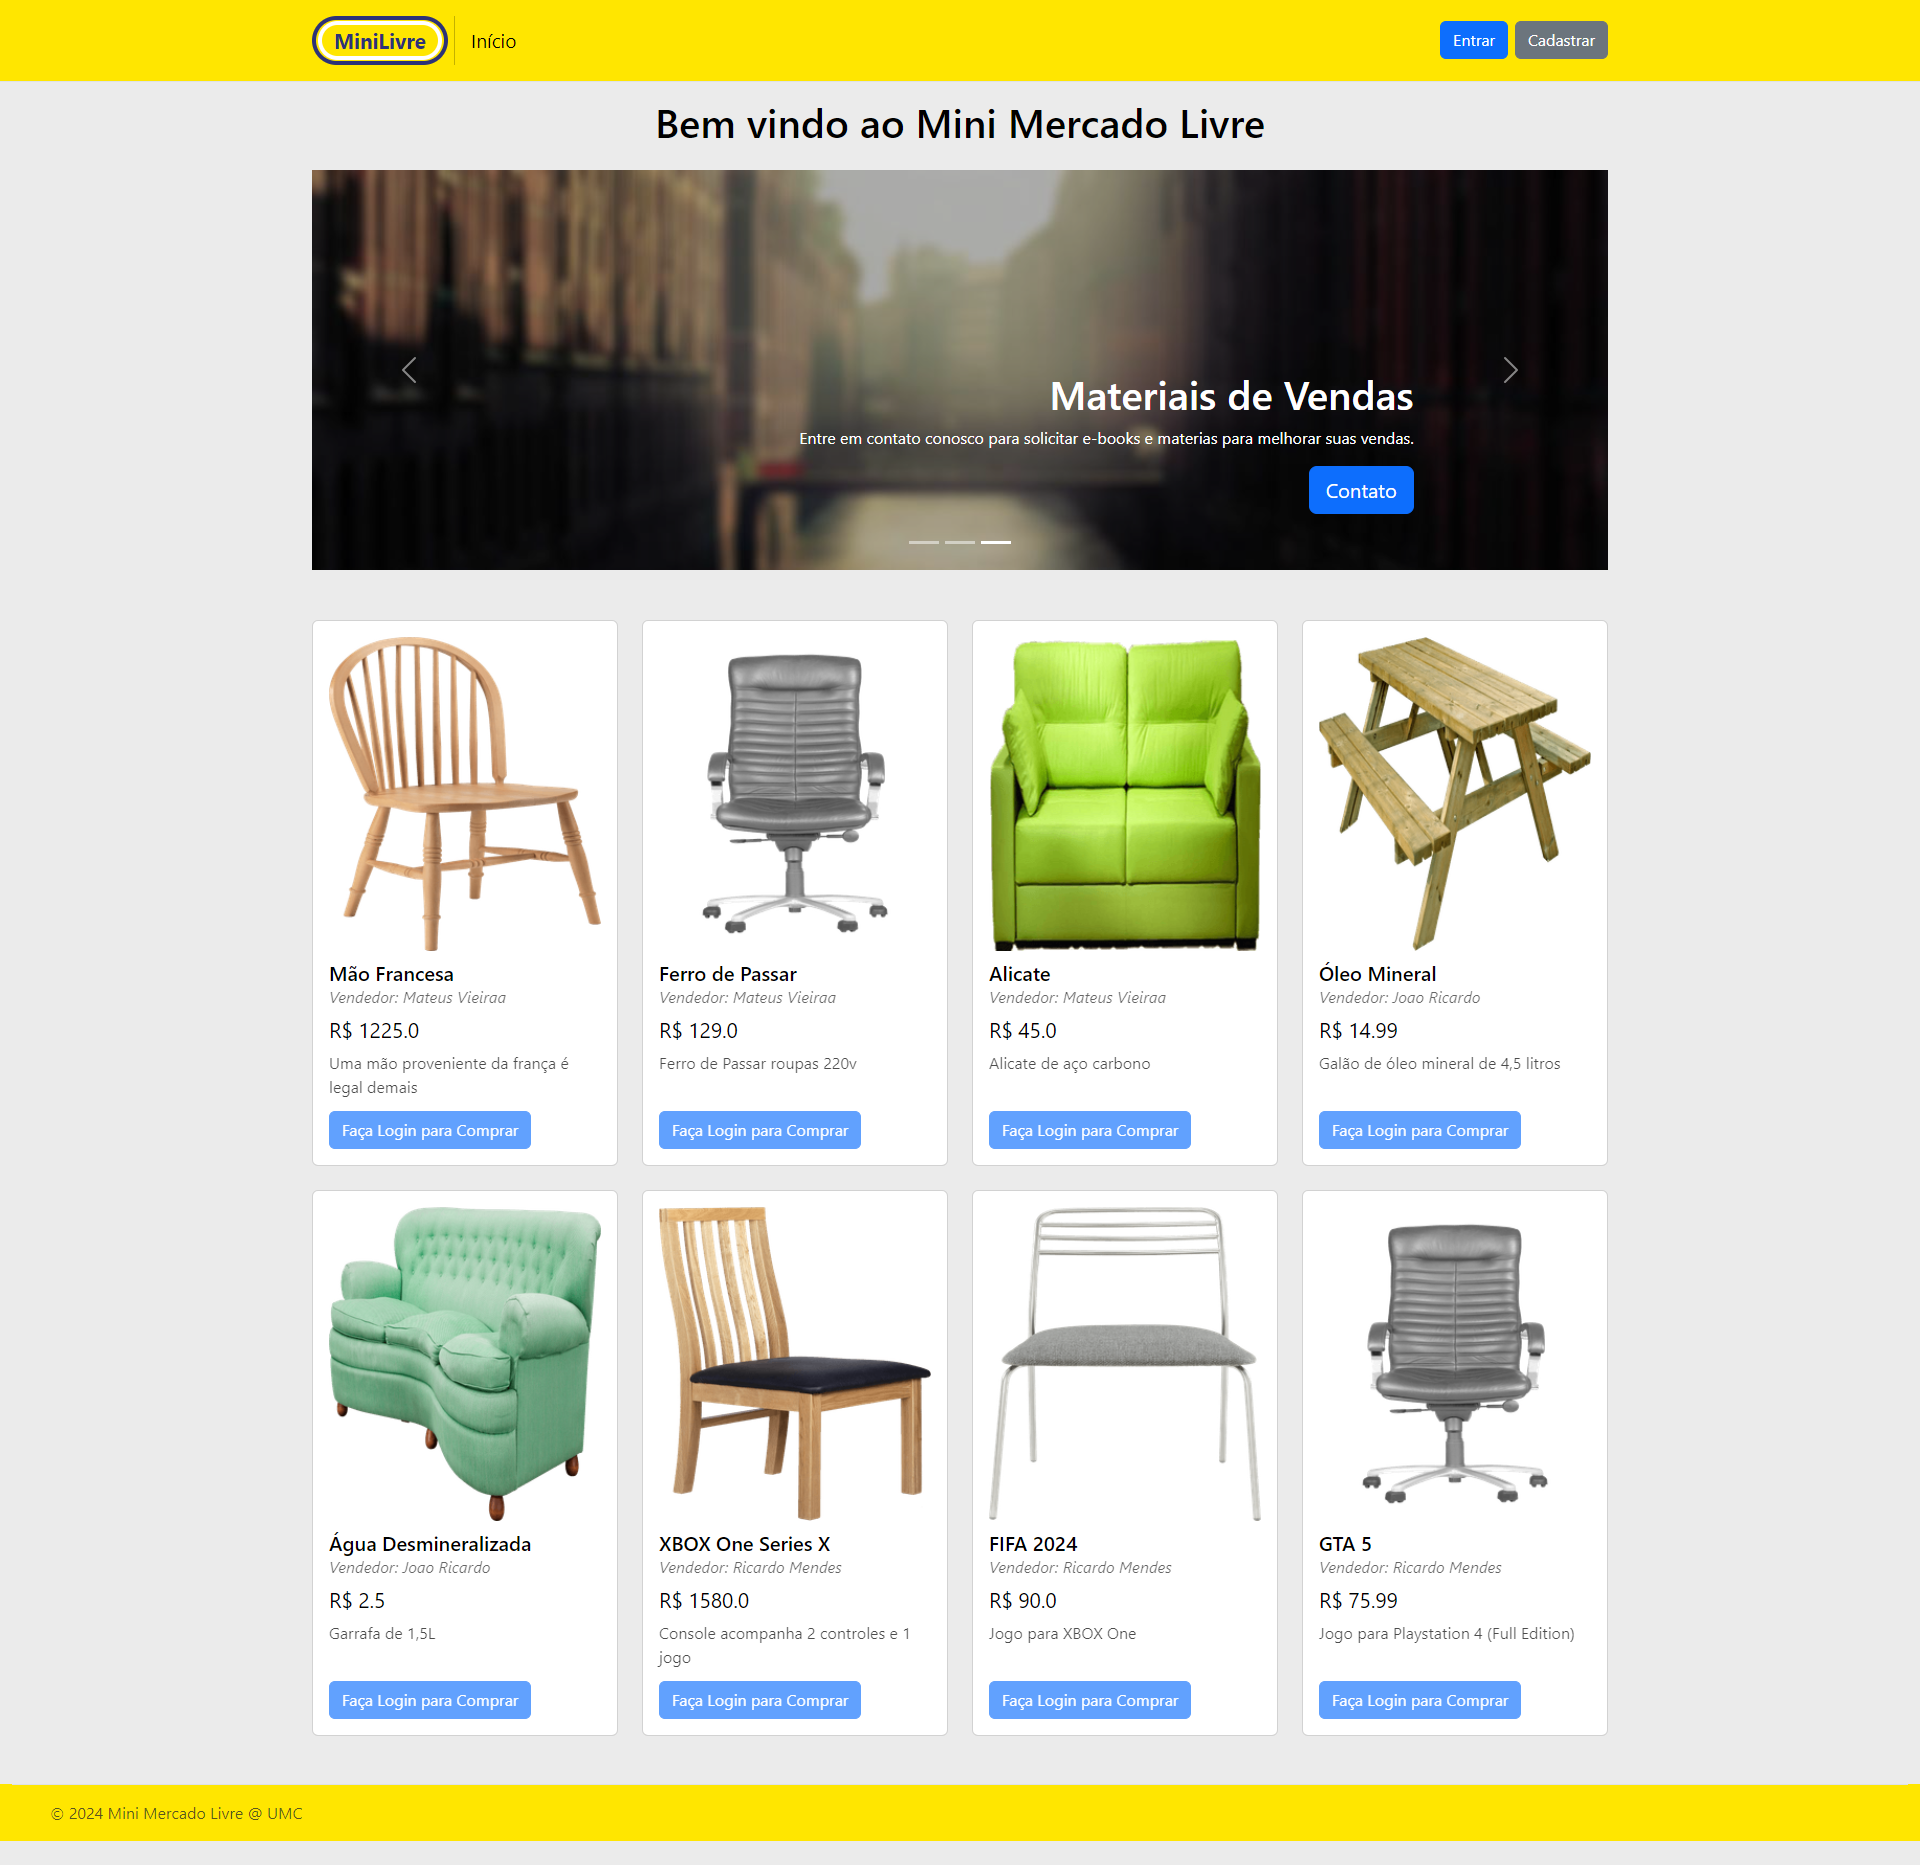 MiniLivre
Início
Entrar
Cadastrar
Bem vindo ao Mini Mercado Livre
Materiais de Vendas
Entre em contato conosco para solicitar e-books e materias para melhorar suas vendas.
Contato
Mão Francesa
Vendedor: Mateus Vieiraa
R$ 1225.0
Uma mão proveniente da frança é
legal demais
Faça Login para Comprar
Ferro de Passar
Vendedor: Mateus Vieiraa
R$ 129.0
Ferro de Passar roupas 220v
Faça Login para Comprar
Alicate
Vendedor: Mateus Vieiraa
R$ 45.0
Alicate de aço carbono
Faça Login para Comprar
Óleo Mineral
Vendedor: Joao Ricardo
R$ 14.99
Galão de óleo mineral de 4,5 litros
Faça Login para Comprar
Água Desmineralizada
Vendedor: Joao Ricardo
R$ 2.5
Garrafa de 1,5L
Faça Login para Comprar
XBOX One Series X
Vendedor: Ricardo Mendes
R$ 1580.0
Console acompanha 2 controles e 1
jogo
Faça Login para Comprar
FIFA 2024
Vendedor: Ricardo Mendes
R$ 90.0
Jogo para XBOX One
Faça Login para Comprar
GTA 5
Vendedor: Ricardo Mendes
R$ 75.99
Jogo para Playstation 4 (Full Edition)
Faça Login para Comprar
© 2024 Mini Mercado Livre @ UMC